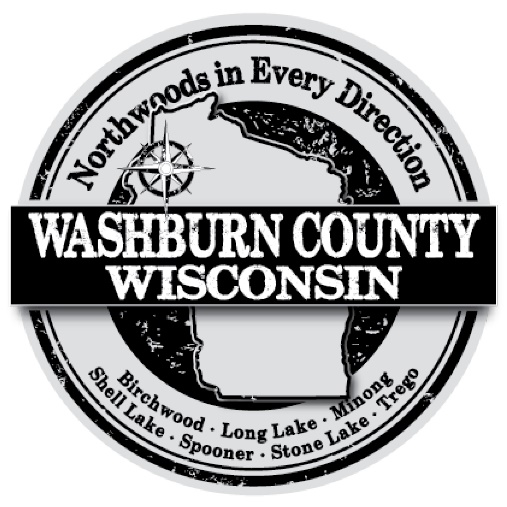 Northwoods in Every Direction
WASHBURN COUNTY
WISCONSIN
Birchwood · Long Lake · Minong
Shell Lake · Spooner · Stone Lake · Trego